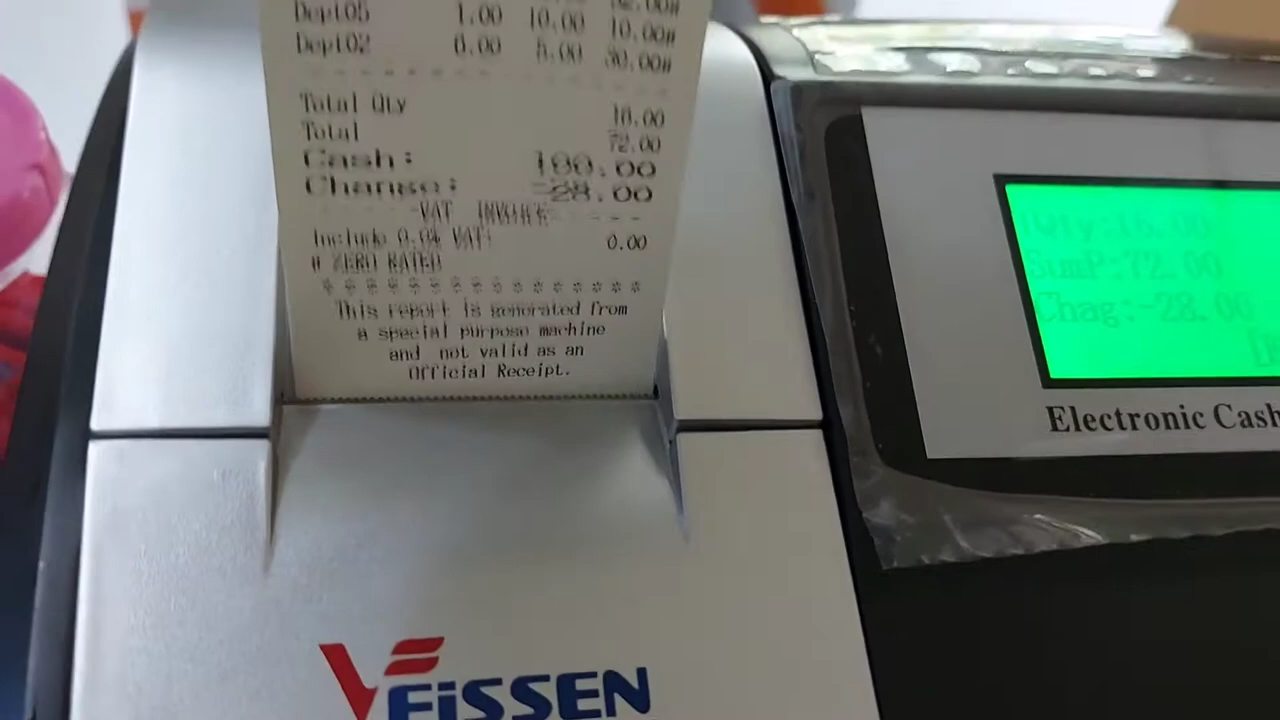 Dept05 1.00 10.00 10.00#
Dept02 6.00 5.00 30.00#
Total Qty 16.00
Total 72.00
Cash: 100.00
Change: -28.00
VAT INVOICE
Include 0.0% VAT: 0.00
# ZERO RATED
* * * * * * * * * * * * * * * *
This report is generated from
a special purpose machine
and not valid as an
Official Receipt.
TQty:16.00
SumP:72.00
Chag:-28.00
Electronic Cash
VEiSSEN